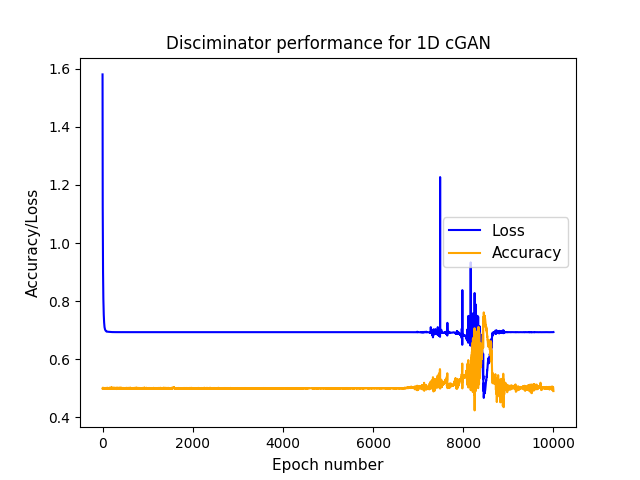 Disciminator performance for 1D cGAN
Accuracy/Loss
1.6
1.4
1.2
1.0
0.8
0.6
0.4
Loss
Accuracy
0
2000
4000
6000
8000
10000
Epoch number